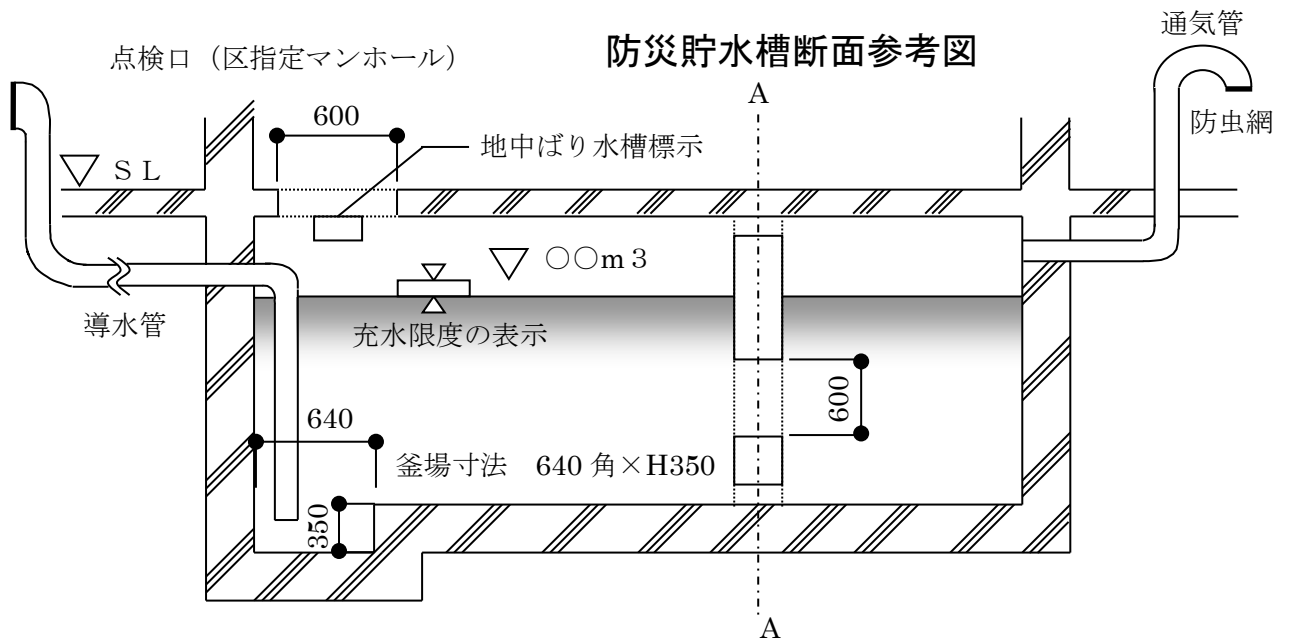 防災貯水槽断面参考図
通気管
点検口（区指定マンホール）
A
600
防虫網
地中ばり水槽標示
ＳＬ
○○m３
導水管
充水限度の表示
600
640
釜場寸法　640 角×H350
350
A